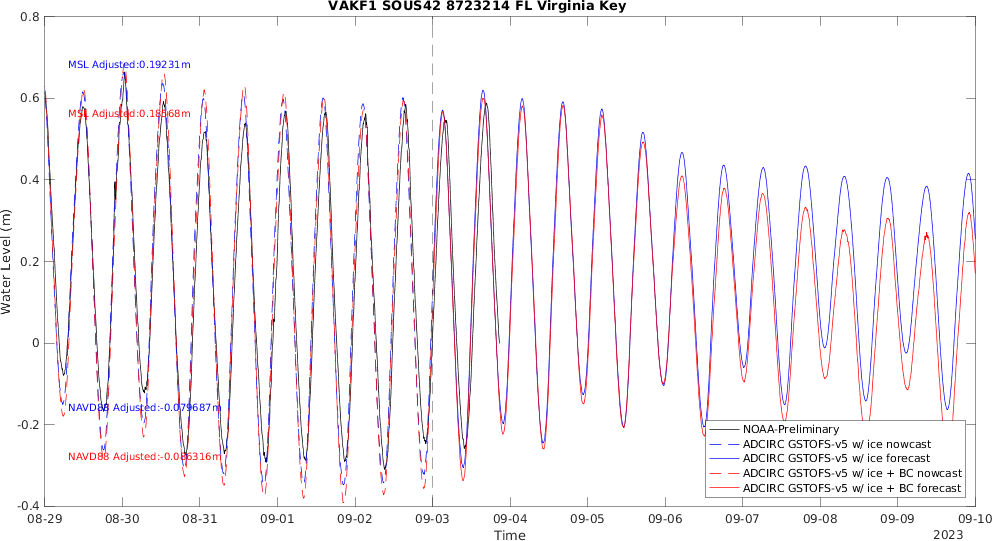 VAKF1 SOUS42 8723214 FL Virginia Key
0.8
0.6
0.4
0.2
0
-0.2
-0.4
Water Level (m)
MSL Adjusted:0.19231m
MSL Adjusted:0.18568m
NAVD88 Adjusted:-0.079687m
NAVD88 Adjusted:-0.086316m
NOAA-Preliminary
ADCIRC GSTOFS-v5 w/ ice nowcast
ADCIRC GSTOFS-v5 w/ ice forecast
ADCIRC GSTOFS-v5 w/ ice + BC nowcast
ADCIRC GSTOFS-v5 w/ ice + BC forecast
08-29 08-30 08-31 09-01 09-02 09-03 09-04 09-05 09-06 09-07 09-08 09-09 09-10
Time
2023